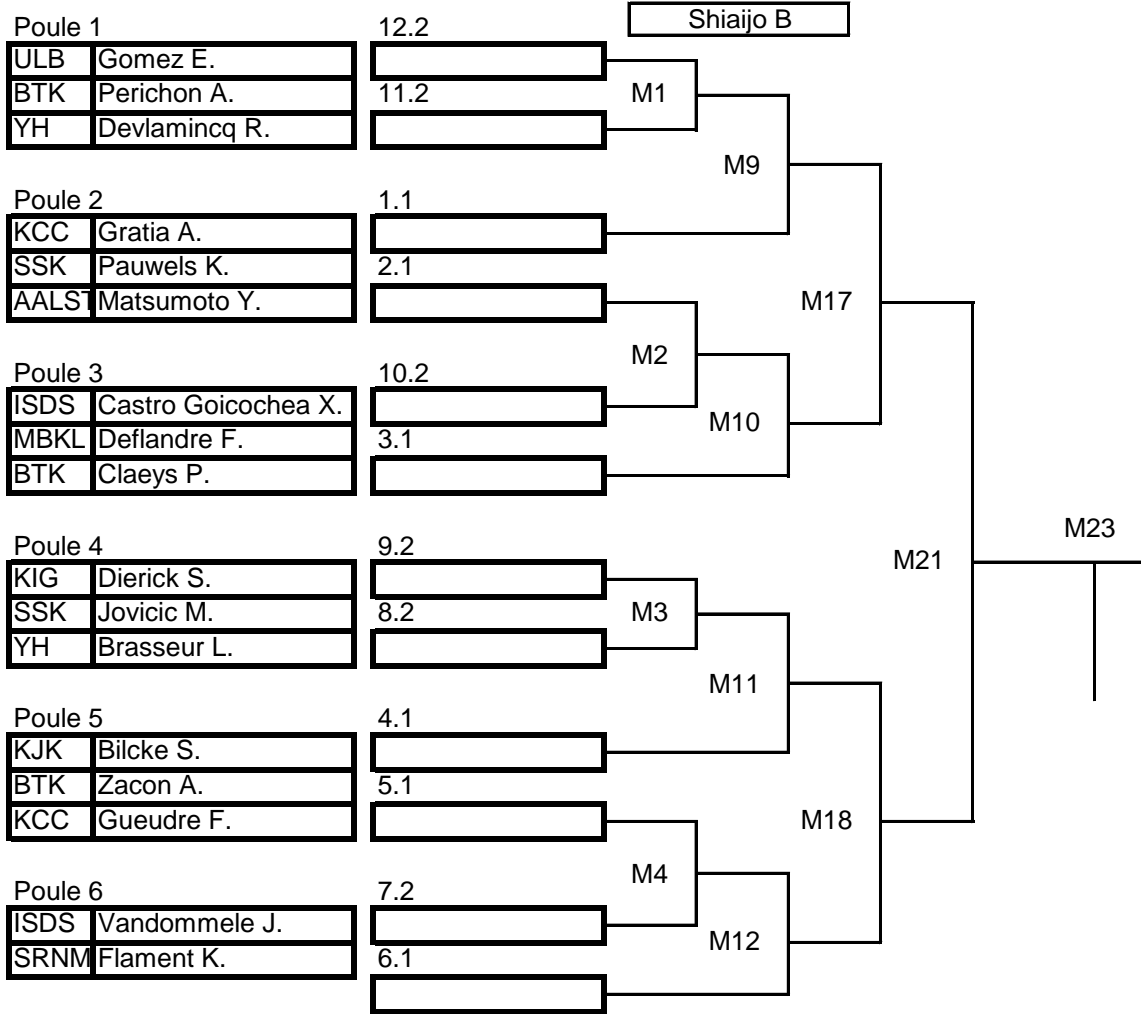 Shiaijo B
Poule 1 12.2
ULB Gomez E.
BTK Perichon A. 11.2 M1
YH Devlamincq R.
M9
Poule 2 1.1
KCC Gratia A.
SSK Pauwels K. 2.1
AALST Matsumoto Y. M17
M2
Poule 3 10.2
ISDS Castro Goicochea X.
MBKL Deflandre F. 3.1 M10
BTK Claeys P.
M23
Poule 4 9.2 M21
KIG Dierick S.
SSK Jovicic M. 8.2 M3
YH Brasseur L.
M11
Poule 5 4.1
KJK Bilcke S.
BTK Zacon A. 5.1
KCC Gueudre F. M18
M4
Poule 6 7.2
ISDS Vandommele J.
SRNM Flament K. 6.1 M12